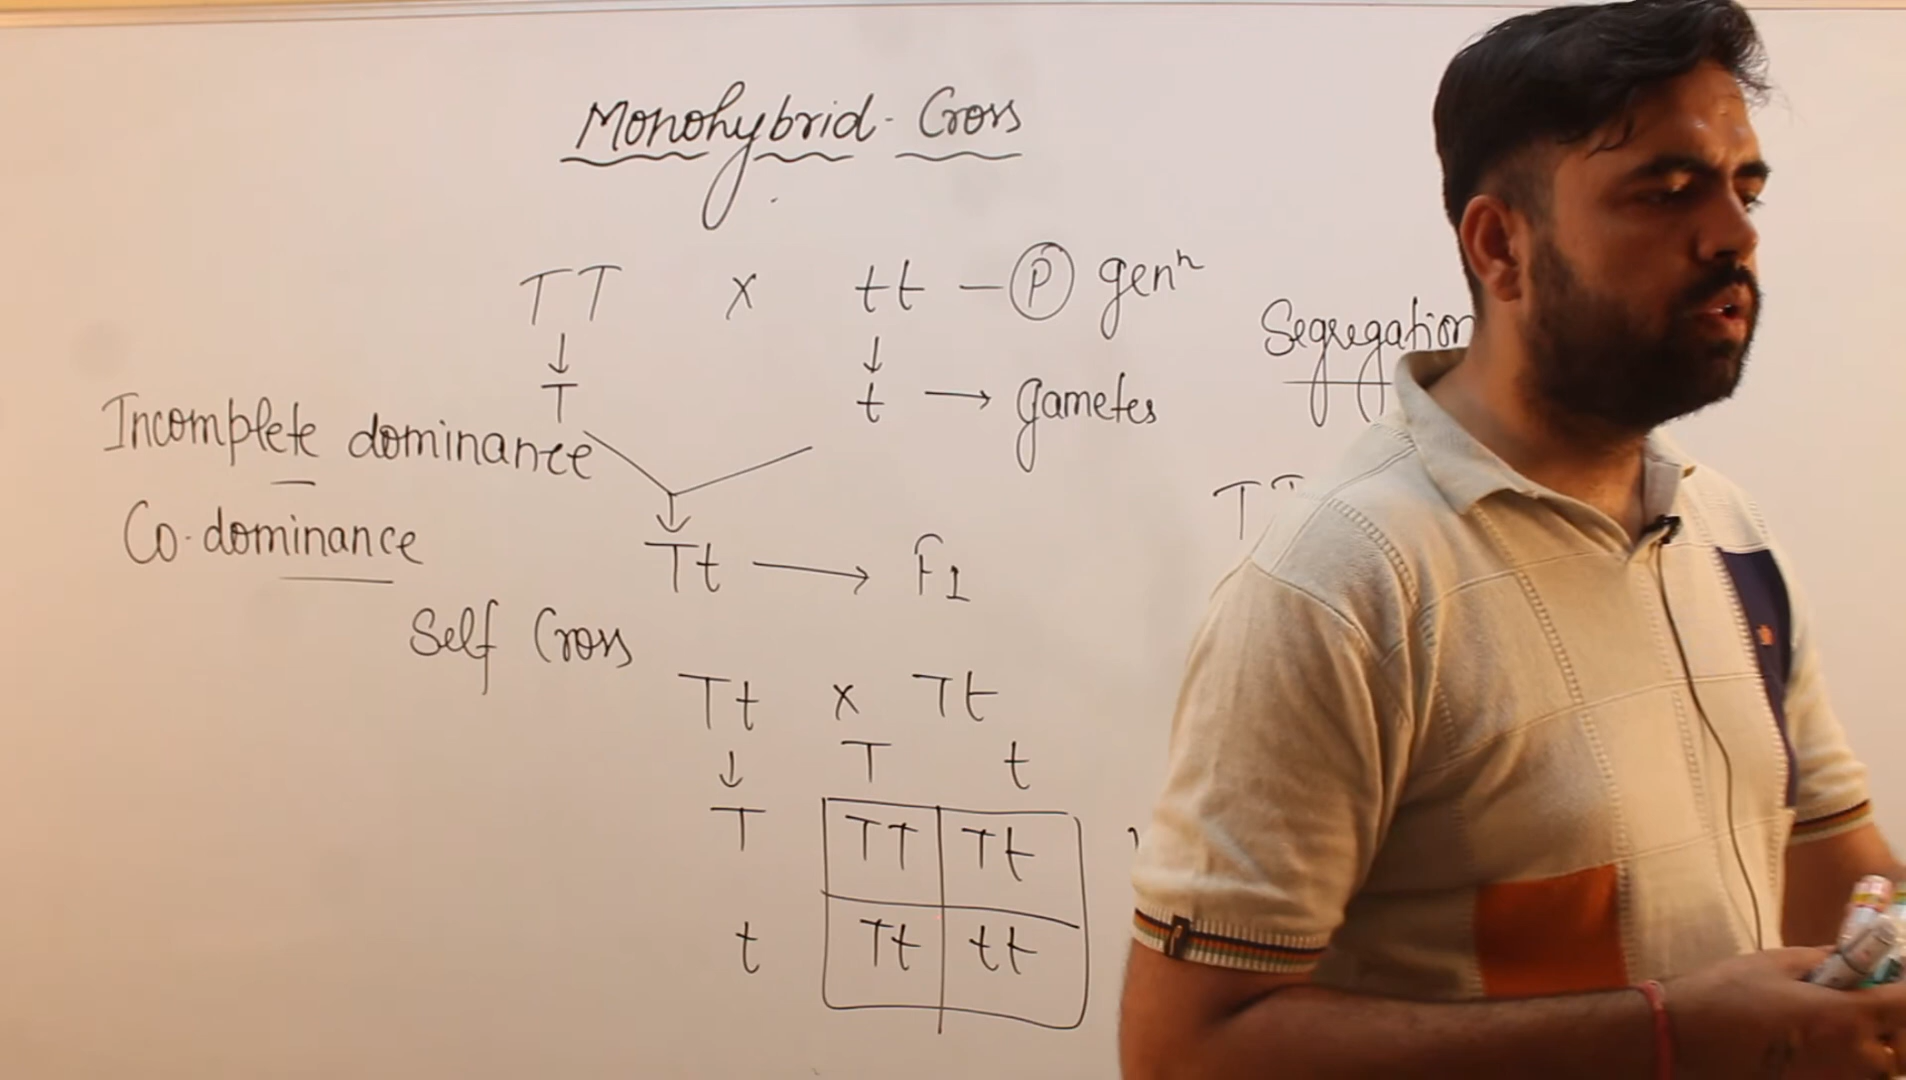 Monohybrid - Cross
TT x tt — P genⁿ
Segregation
↓ ↓
T t → gametes
Incomplete dominance
Co-dominance
Tt → F1
Self Cross
Tt x Tt
↓ T t
T TT Tt
t Tt tt